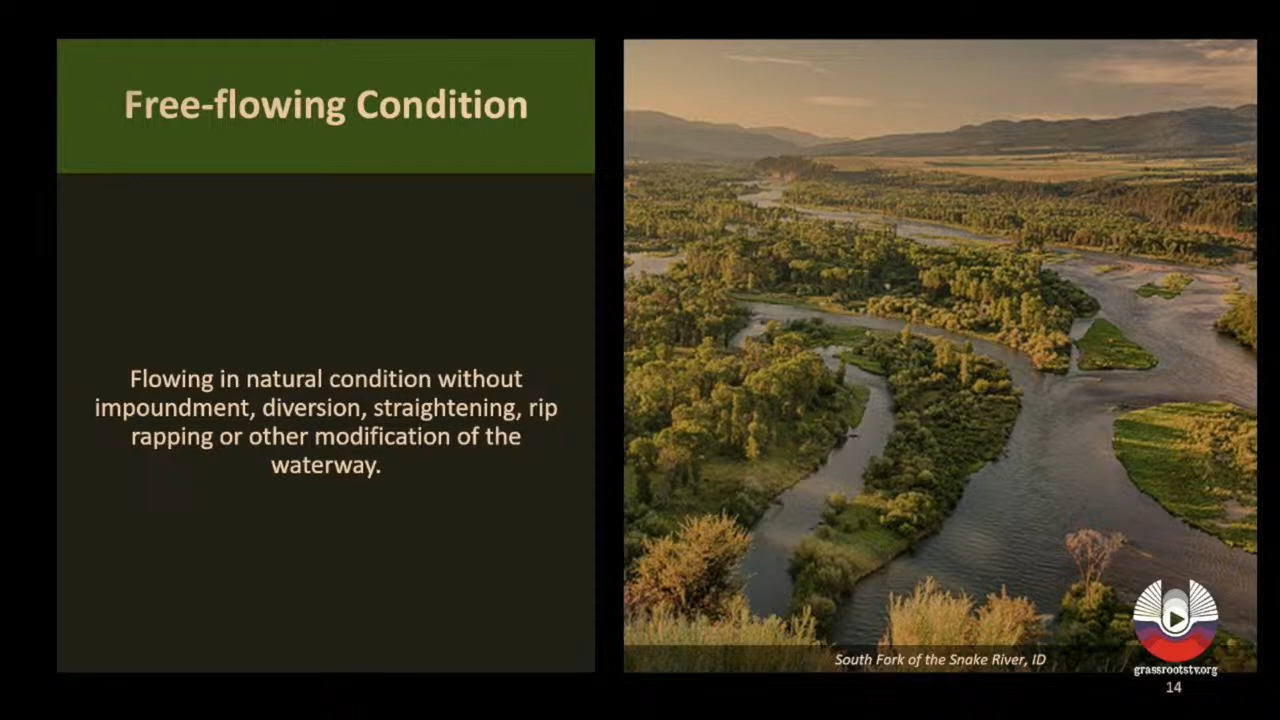 Free-flowing Condition
Flowing in natural condition without
impoundment, diversion, straightening, rip
rapping or other modification of the
waterway.
South Fork of the Snake River, ID
grassrootstv.org
14